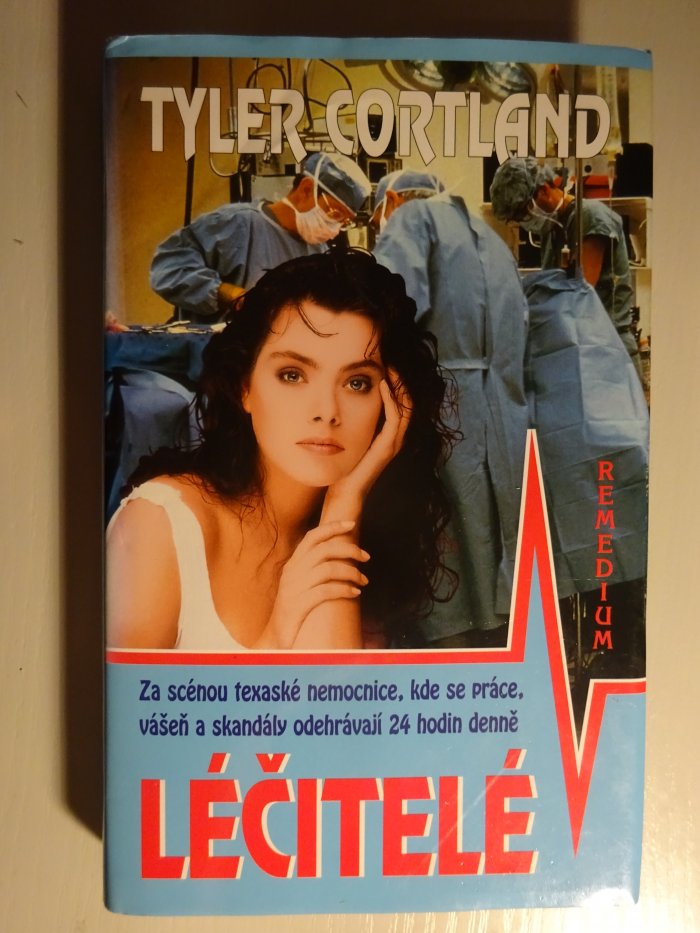 TYLER CORTLAND
REMEDIUM
Za scénou texaské nemocnice, kde se práce,
vášeň a skandály odehrávají 24 hodin denně
LÉČITELÉ